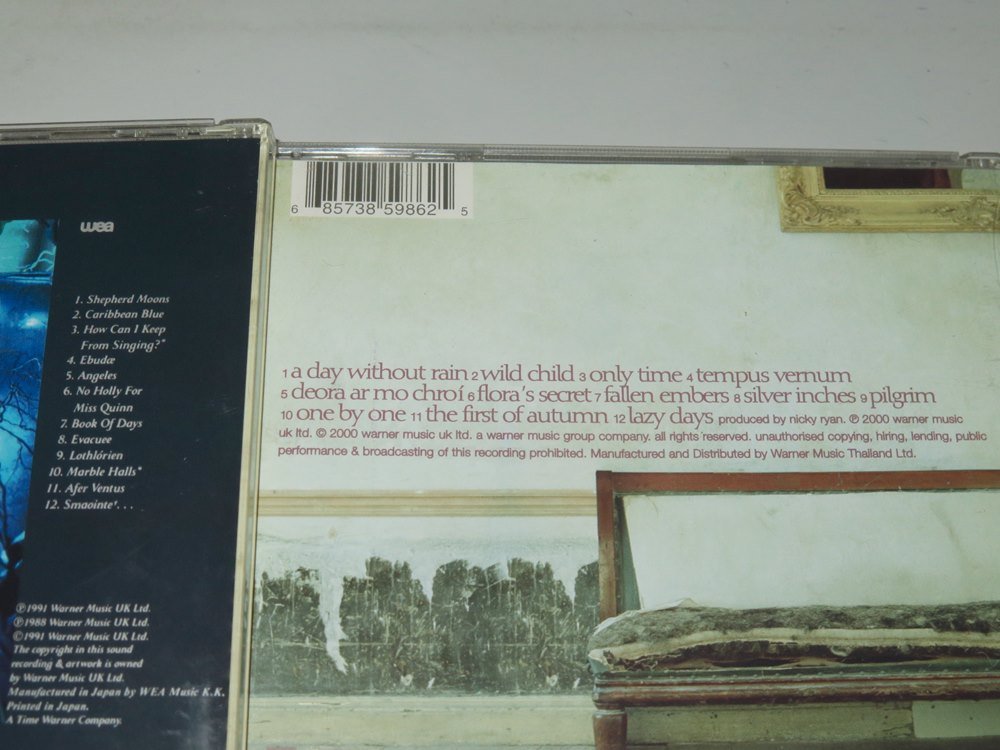 wea
1. Shepherd Moons
2. Caribbean Blue
3. How Can I Keep
From Singing?*
4. Ebudæ
5. Angeles
6. No Holly For
Miss Quinn
7. Book Of Days
8. Evacuee
9. Lothlórien
10. Marble Halls*
11. Afer Ventus
12. Smaointe†. . .
℗1991 Warner Music UK Ltd.
℗1988 Warner Music UK Ltd.
©1991 Warner Music UK Ltd.
The copyright in this sound
recording & artwork is owned
by Warner Music UK Ltd.
Manufactured in Japan by WEA Music K.K.
Printed in Japan.
A Time Warner Company.
6 85738 59862 5
1 a day without rain 2 wild child 3 only time 4 tempus vernum
5 deora ar mo chroí 6 flora's secret 7 fallen embers 8 silver inches 9 pilgrim
10 one by one 11 the first of autumn 12 lazy days produced by nicky ryan. ℗ 2000 warner music
uk ltd. © 2000 warner music uk ltd. a warner music group company. all rights reserved. unauthorised copying, hiring, lending, public
performance & broadcasting of this recording prohibited. Manufactured and Distributed by Warner Music Thailand Ltd.